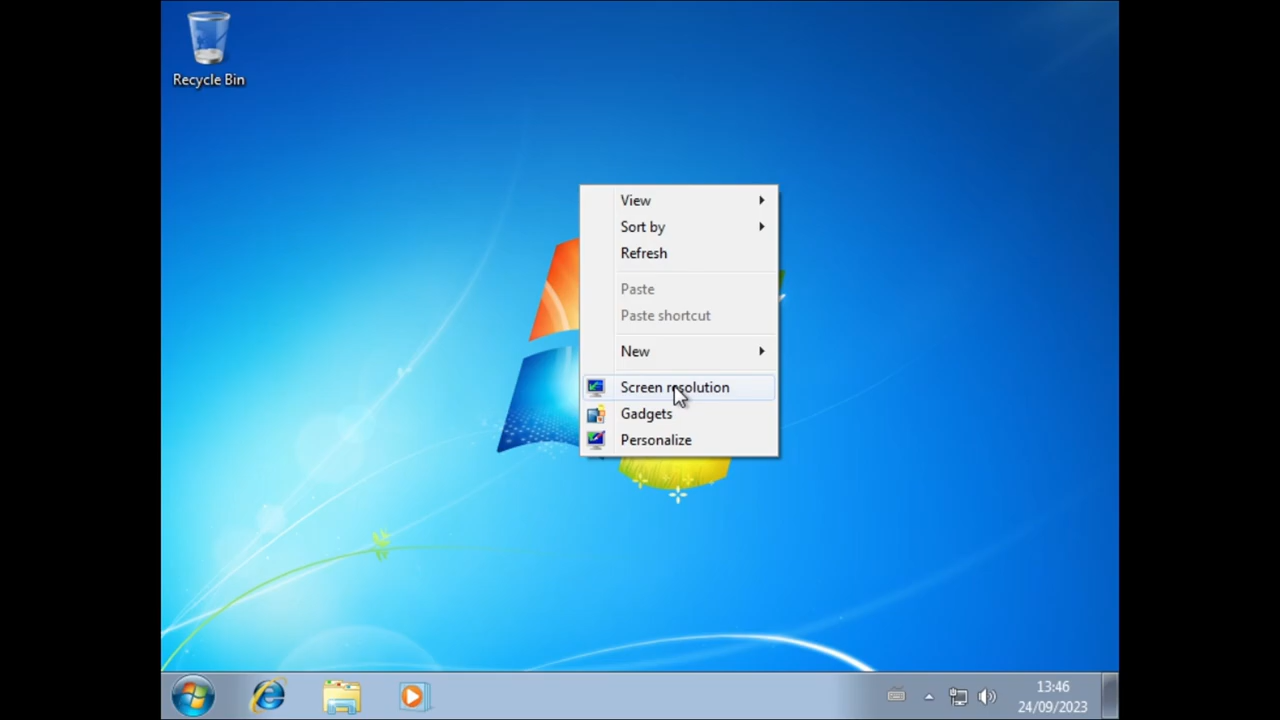 Recycle Bin
View
Sort by
Refresh
Paste
Paste shortcut
New
Screen resolution
Gadgets
Personalize
13:46
24/09/2023